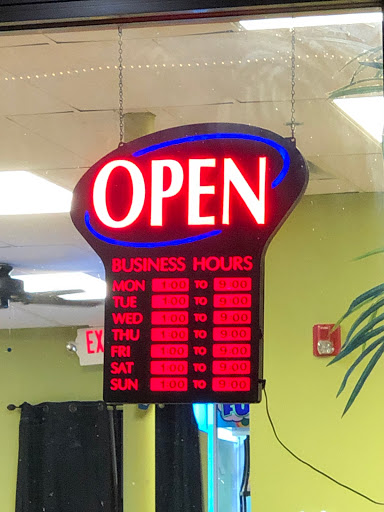 OPEN
BUSINESS HOURS
MON 1:00 TO 9:00
TUE 1:00 TO 9:00
WED 1:00 TO 9:00
THU 1:00 TO 9:00
FRI 1:00 TO 9:00
SAT 1:00 TO 9:00
SUN 1:00 TO 9:00
EX